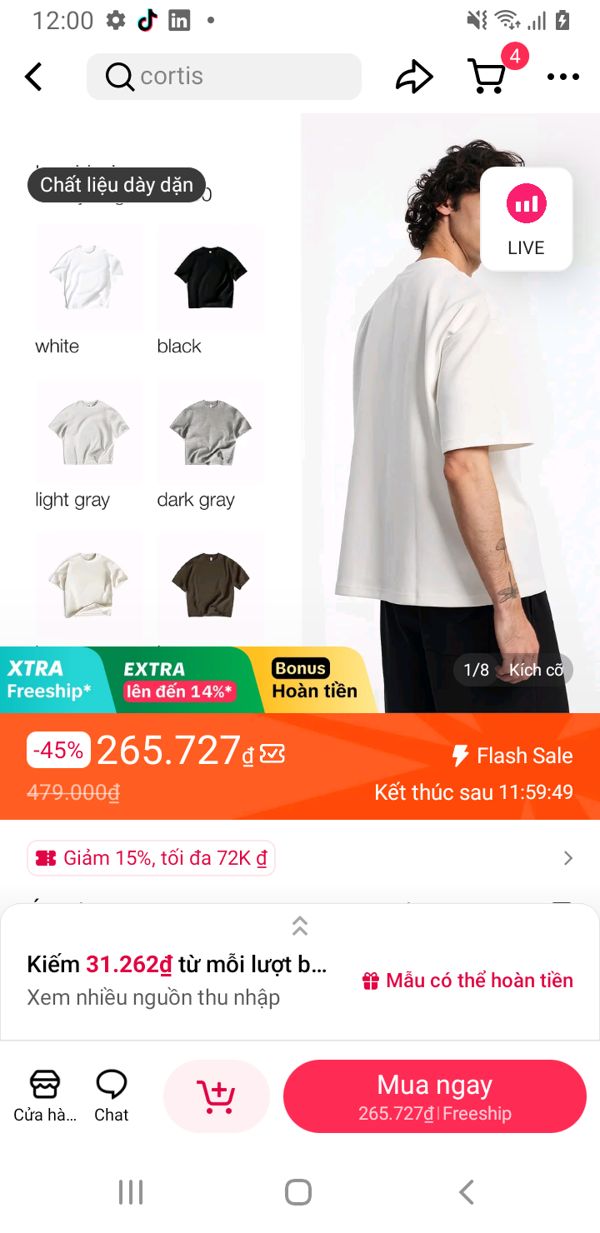 12:00
4
cortis
Chất liệu dày dặn
LIVE
white
black
light gray
dark gray
XTRA
Freeship*
EXTRA
lên đến 14%*
Bonus
Hoàn tiền
1/8
Kích cỡ
-45%
265.727₫
Flash Sale
479.000₫
Kết thúc sau 11:59:49
Giảm 15%, tối đa 72K ₫
Kiếm 31.262₫ từ mỗi lượt b...
Mẫu có thể hoàn tiền
Xem nhiều nguồn thu nhập
Cửa hà...
Chat
Mua ngay
265.727₫|Freeship